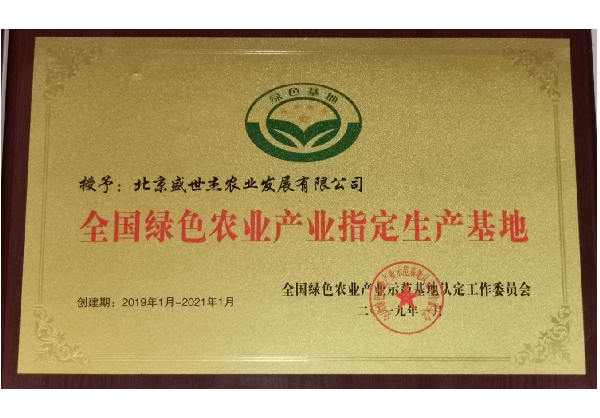 绿色基地
授予：北京盛世杰农业发展有限公司
全国绿色农业产业指定生产基地
全国绿色农业产业示范基地认定工作委员会
创建期：2019年1月-2021年1月
二〇一九年一月